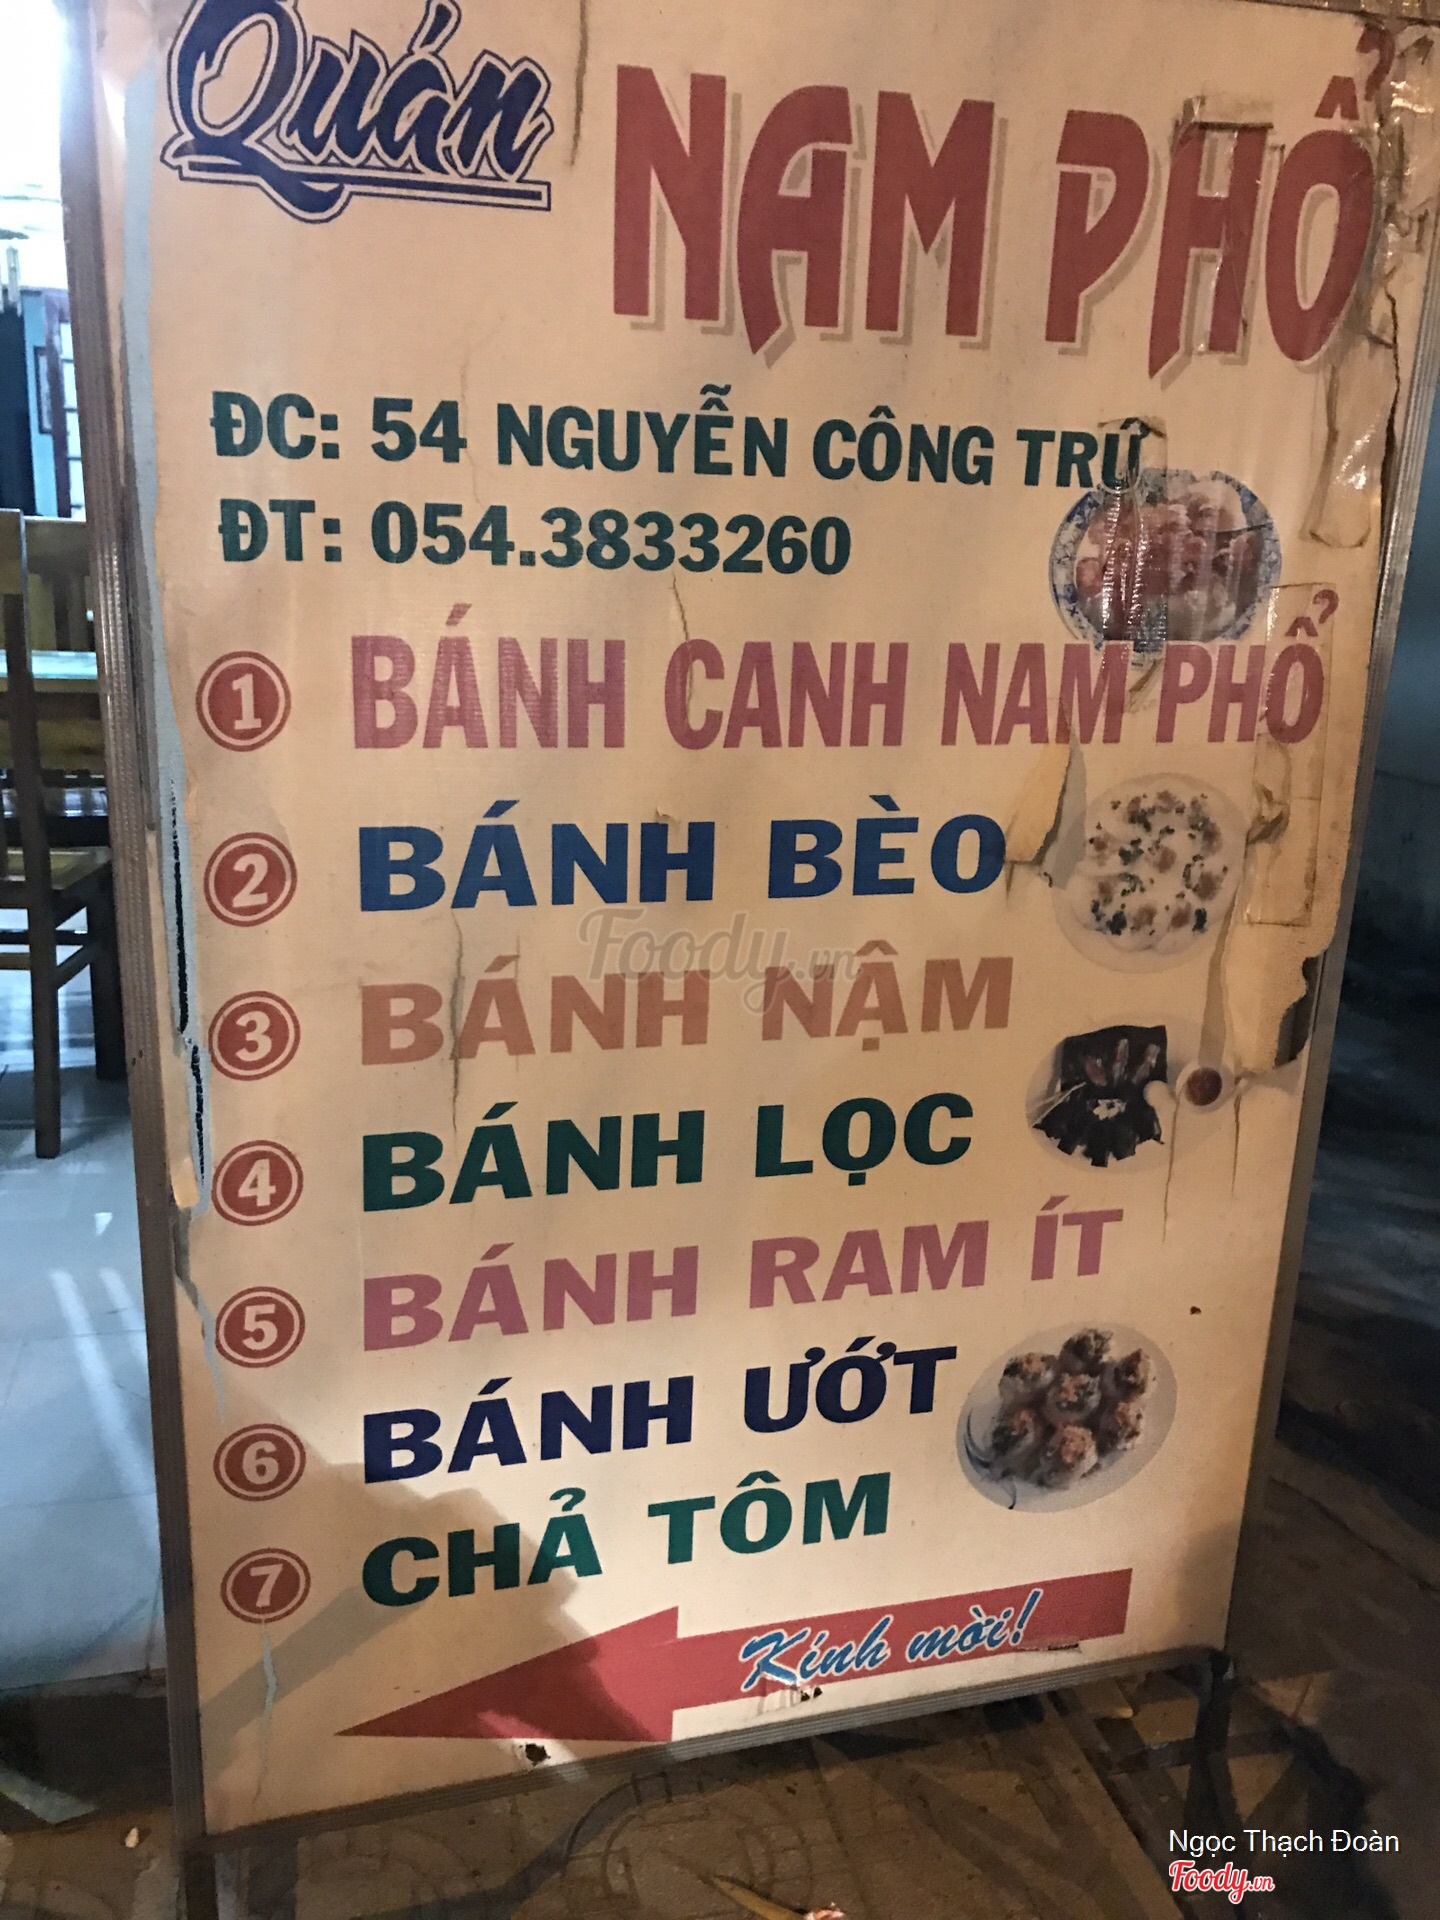 Quán
NAM PHỔ
ĐC: 54 NGUYỄN CÔNG TRỨ
ĐT: 054.3833260
1 BÁNH CANH NAM PHỔ
2 BÁNH BÈO
3 BÁNH NẬM
4 BÁNH LỌC
5 BÁNH RAM ÍT
6 BÁNH ƯỚT
7 CHẢ TÔM
Kính mời!
Foody.vn
Ngọc Thạch Đoàn
Foody.vn